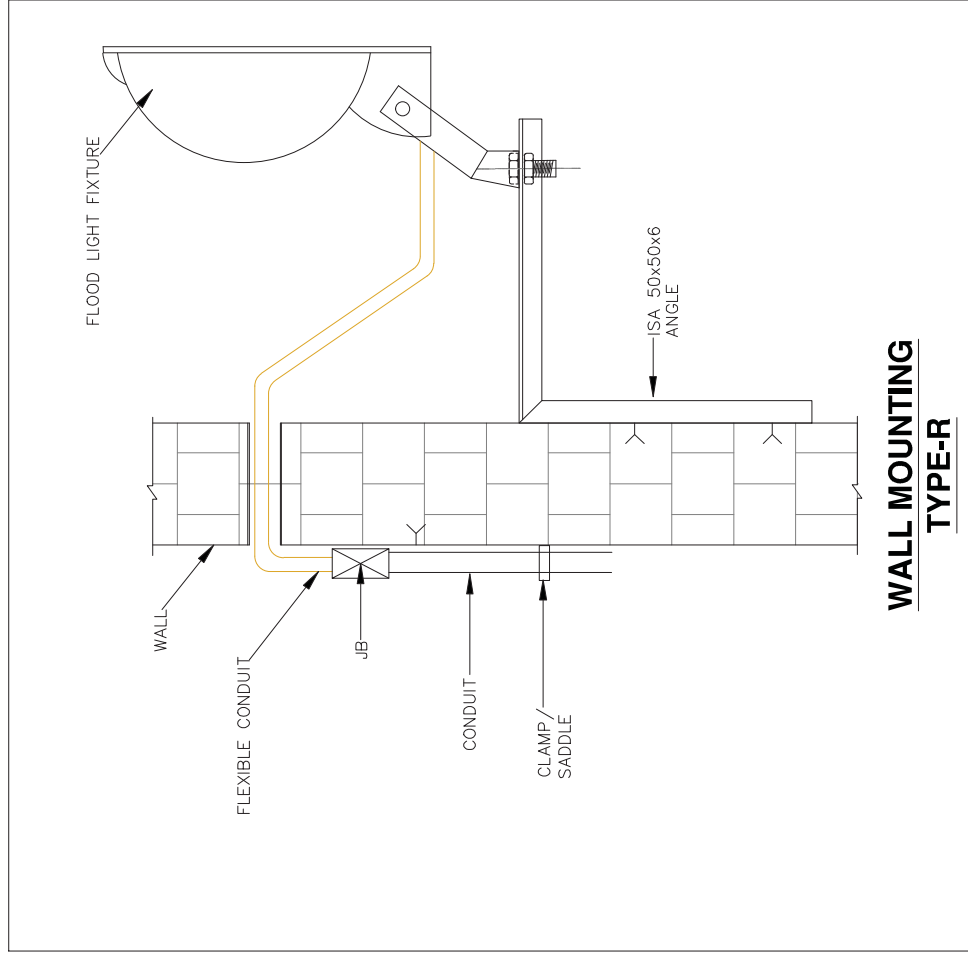 FLOOD LIGHT FIXTURE
WALL
FLEXIBLE CONDUIT
JB
CONDUIT
CLAMP/
SADDLE
ISA 50x50x6
ANGLE
WALL MOUNTING
TYPE-R